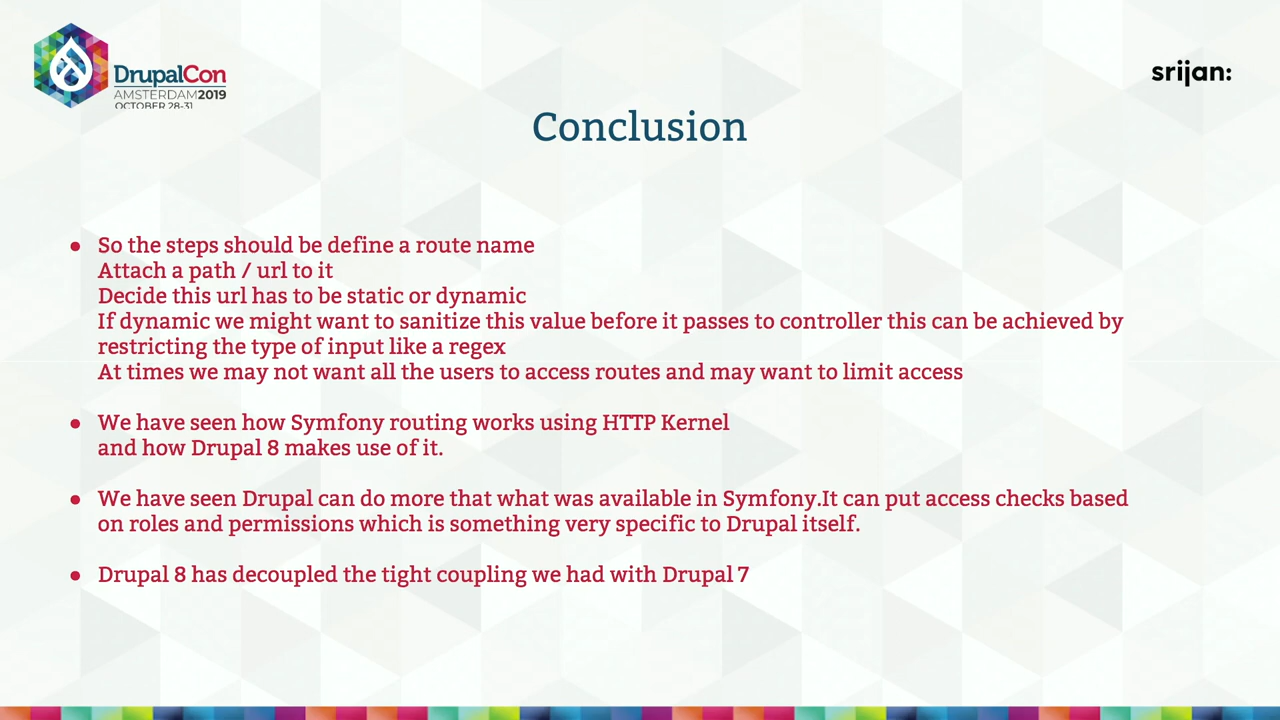 DrupalCon
AMSTERDAM2019
OCTOBER 28-31
srijan:
Conclusion
● So the steps should be define a route name
Attach a path / url to it
Decide this url has to be static or dynamic
If dynamic we might want to sanitize this value before it passes to controller this can be achieved by
restricting the type of input like a regex
At times we may not want all the users to access routes and may want to limit access
● We have seen how Symfony routing works using HTTP Kernel
and how Drupal 8 makes use of it.
● We have seen Drupal can do more that what was available in Symfony.It can put access checks based
on roles and permissions which is something very specific to Drupal itself.
● Drupal 8 has decoupled the tight coupling we had with Drupal 7